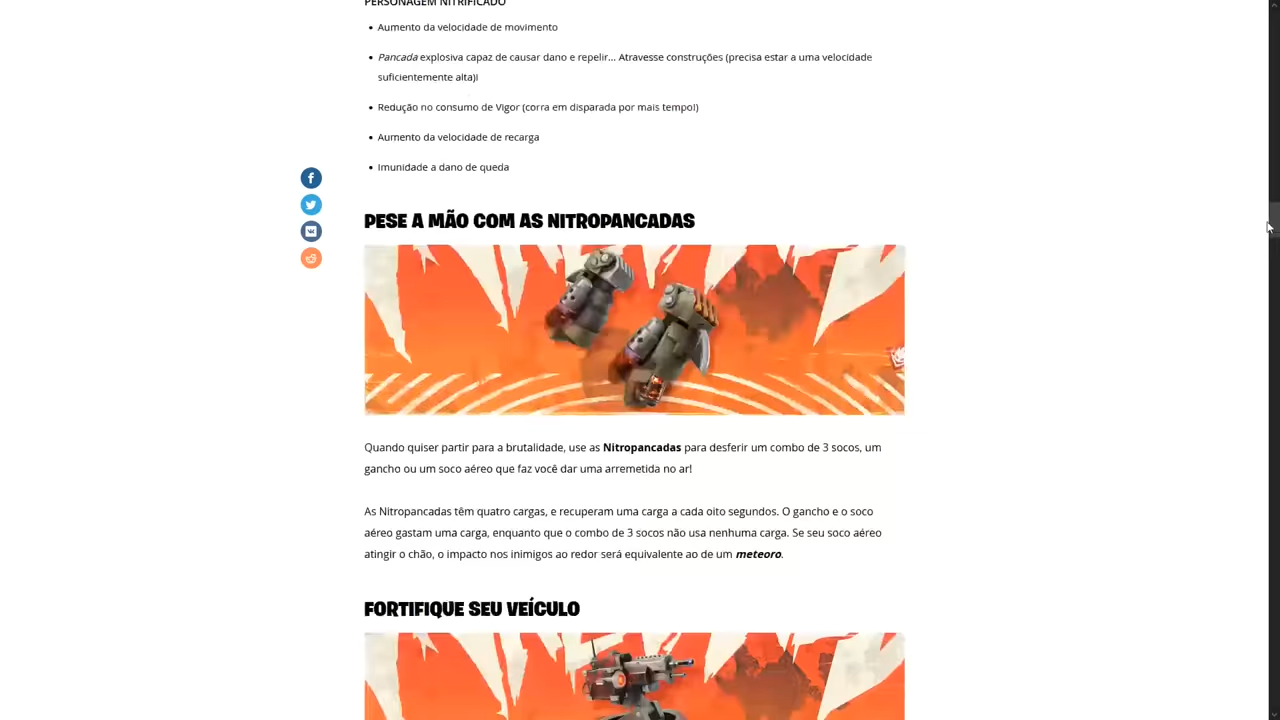 PERSONAGEM NITRIFICADO
Aumento da velocidade de movimento
Pancada explosiva capaz de causar dano e repelir... Atravesse construções (precisa estar a uma velocidade
suficientemente alta)!
Redução no consumo de Vigor (corra em disparada por mais tempo!)
Aumento da velocidade de recarga
Imunidade a dano de queda
PESE A MÃO COM AS NITROPANCADAS
Quando quiser partir para a brutalidade, use as Nitropancadas para desferir um combo de 3 socos, um
gancho ou um soco aéreo que faz você dar uma arremetida no ar!
As Nitropancadas têm quatro cargas, e recuperam uma carga a cada oito segundos. O gancho e o soco
aéreo gastam uma carga, enquanto que o combo de 3 socos não usa nenhuma carga. Se seu soco aéreo
atingir o chão, o impacto nos inimigos ao redor será equivalente ao de um meteoro.
FORTIFIQUE SEU VEÍCULO